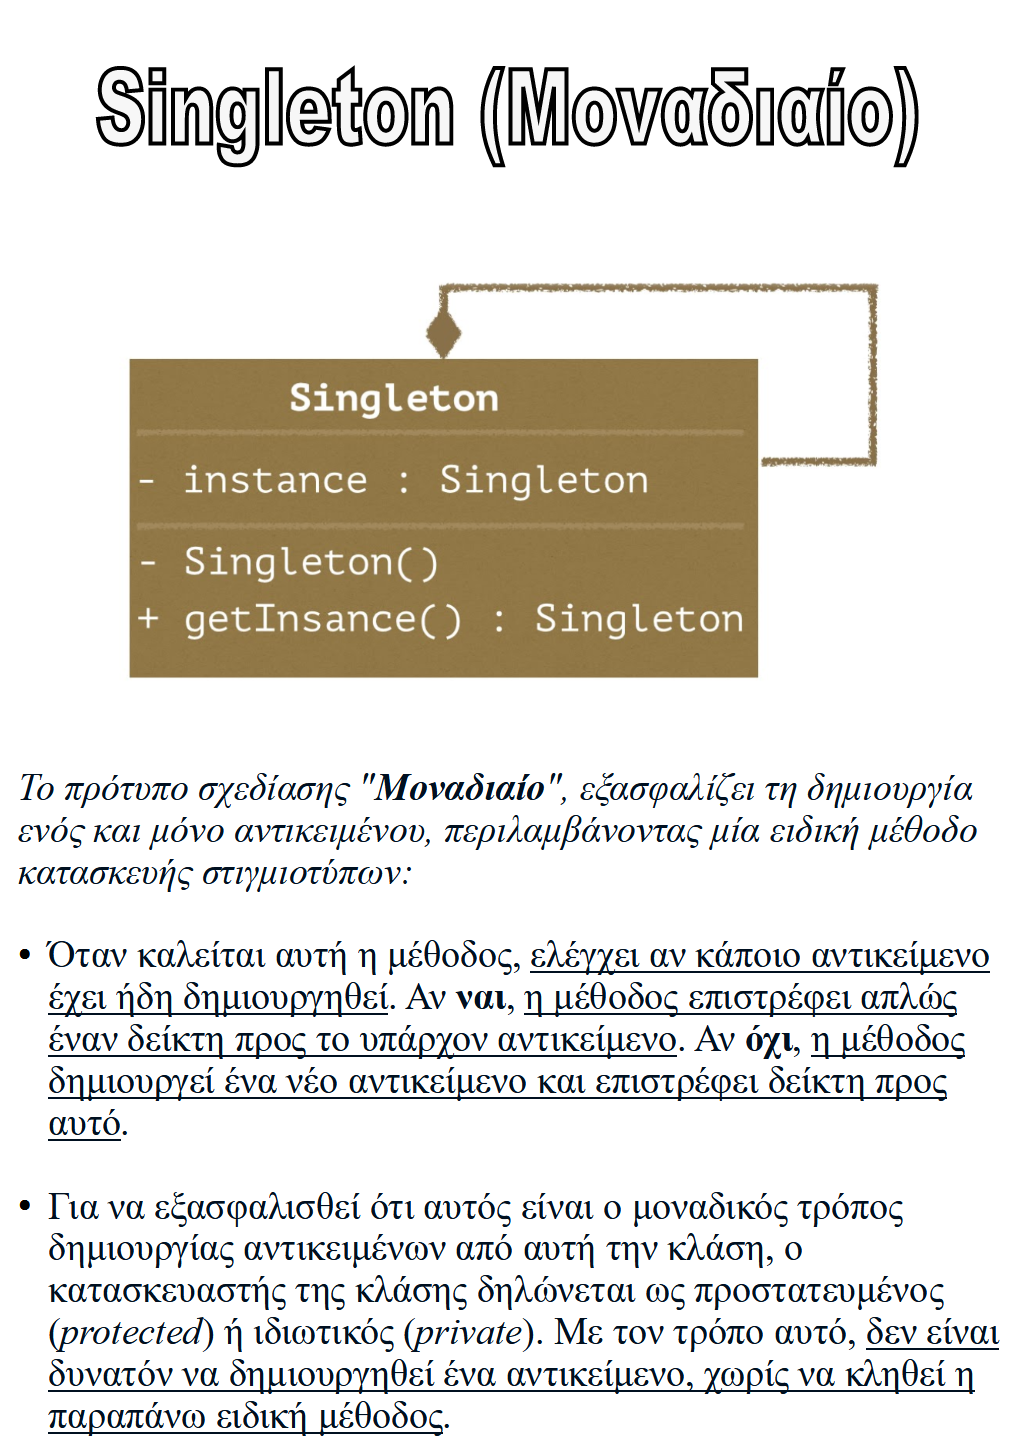 Singleton (Μοναδιαίο)
Singleton
- instance : Singleton
- Singleton()
+ getInsance() : Singleton
Το πρότυπο σχεδίασης "Μοναδιαίο", εξασφαλίζει τη δημιουργία
ενός και μόνο αντικειμένου, περιλαμβάνοντας μία ειδική μέθοδο
κατασκευής στιγμιοτύπων:
• Όταν καλείται αυτή η μέθοδος, ελέγχει αν κάποιο αντικείμενο
έχει ήδη δημιουργηθεί. Αν ναι, η μέθοδος επιστρέφει απλώς
έναν δείκτη προς το υπάρχον αντικείμενο. Αν όχι, η μέθοδος
δημιουργεί ένα νέο αντικείμενο και επιστρέφει δείκτη προς
αυτό.
• Για να εξασφαλισθεί ότι αυτός είναι ο μοναδικός τρόπος
δημιουργίας αντικειμένων από αυτή την κλάση, ο
κατασκευαστής της κλάσης δηλώνεται ως προστατευμένος
(protected) ή ιδιωτικός (private). Με τον τρόπο αυτό, δεν είναι
δυνατόν να δημιουργηθεί ένα αντικείμενο, χωρίς να κληθεί η
παραπάνω ειδική μέθοδος.